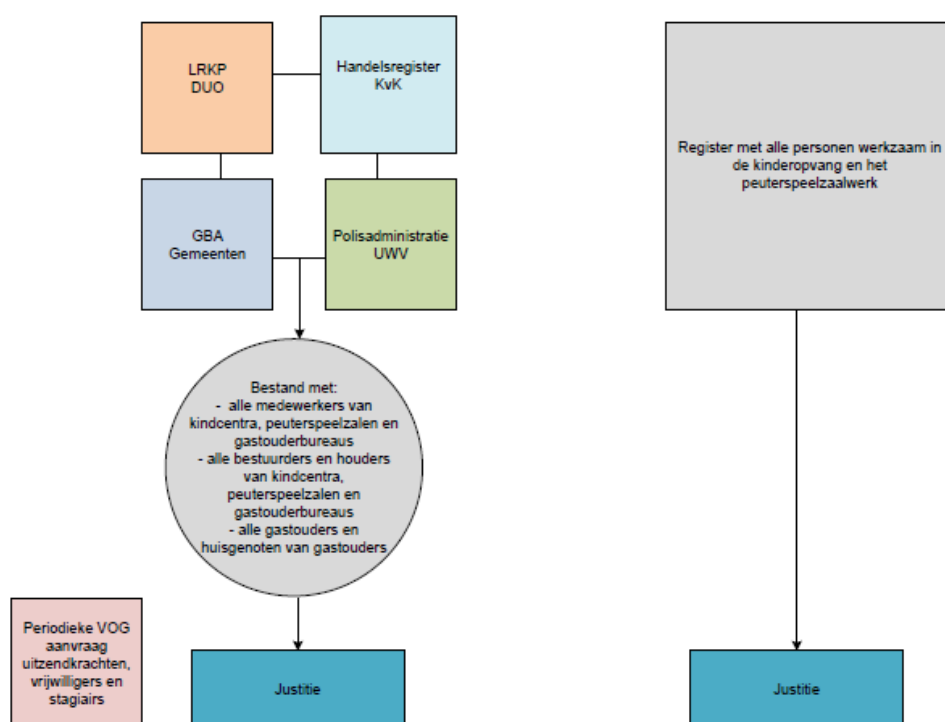 LRKP
DUO
Handelsregister
KvK
GBA
Gemeenten
Polisadministratie
UWV
Bestand met:
- alle medewerkers van
kindcentra, peuterspeelzalen en
gastouderbureaus
- alle bestuurders en houders
van kindcentra,
peuterspeelzalen en
gastouderbureaus
- alle gastouders en
huisgenoten van gastouders
Periodieke VOG
aanvraag
uitzendkrachten,
vrijwilligers en
stagiairs
Justitie
Register met alle personen werkzaam in
de kinderopvang en het
peuterspeelzaalwerk
Justitie